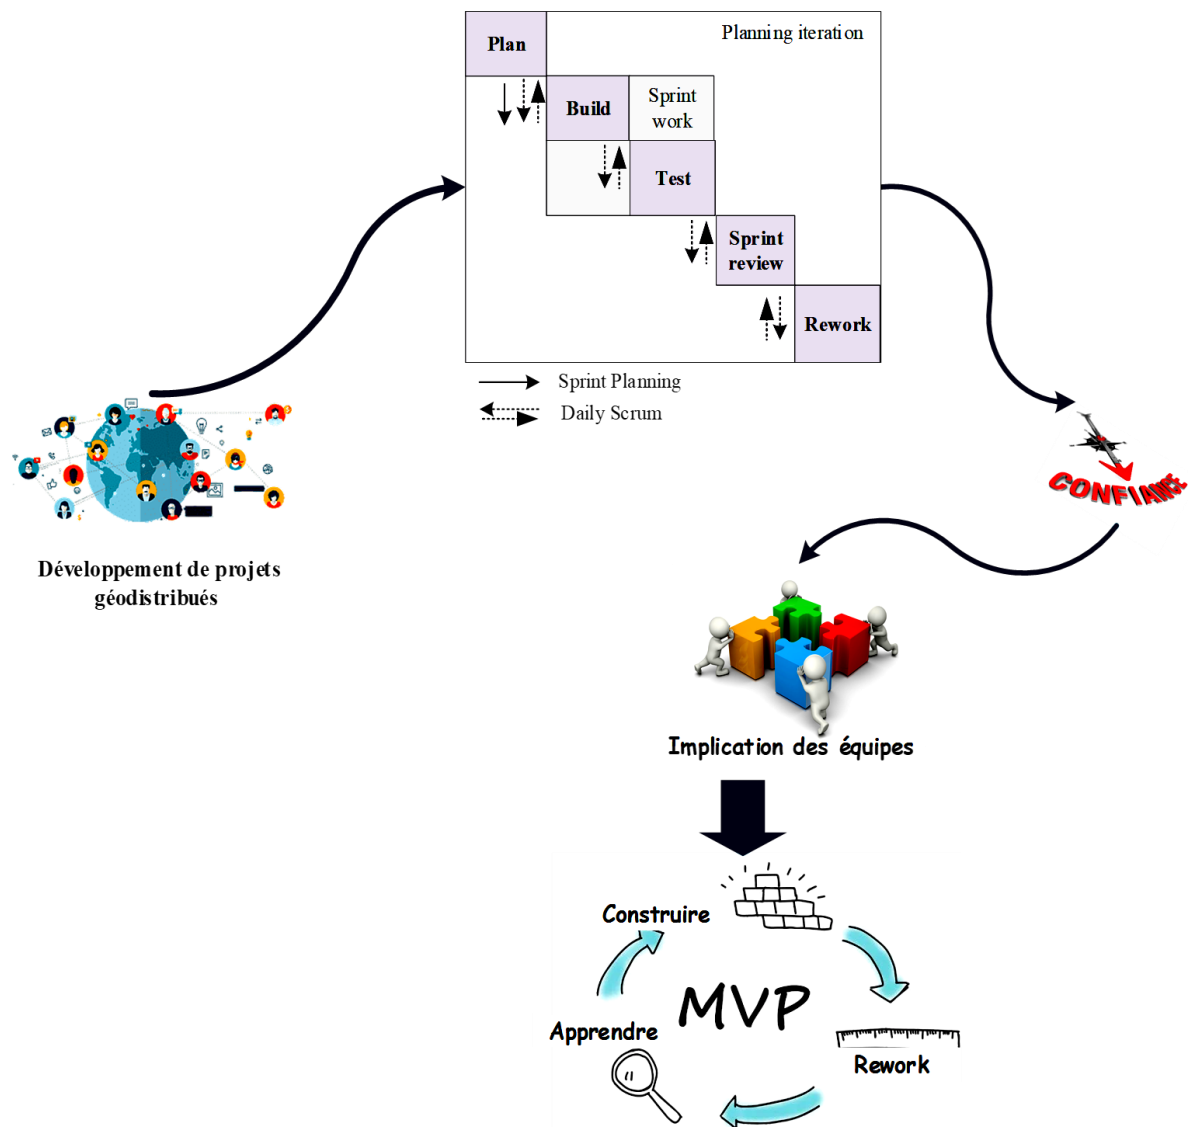 Planning iteration
Plan
Build
Sprint
work
Test
Sprint
review
Rework
Sprint Planning
Daily Scrum
CONFIANCE
Développement de projets
géodistribués
Implication des équipes
Construire
MVP
Apprendre
Rework